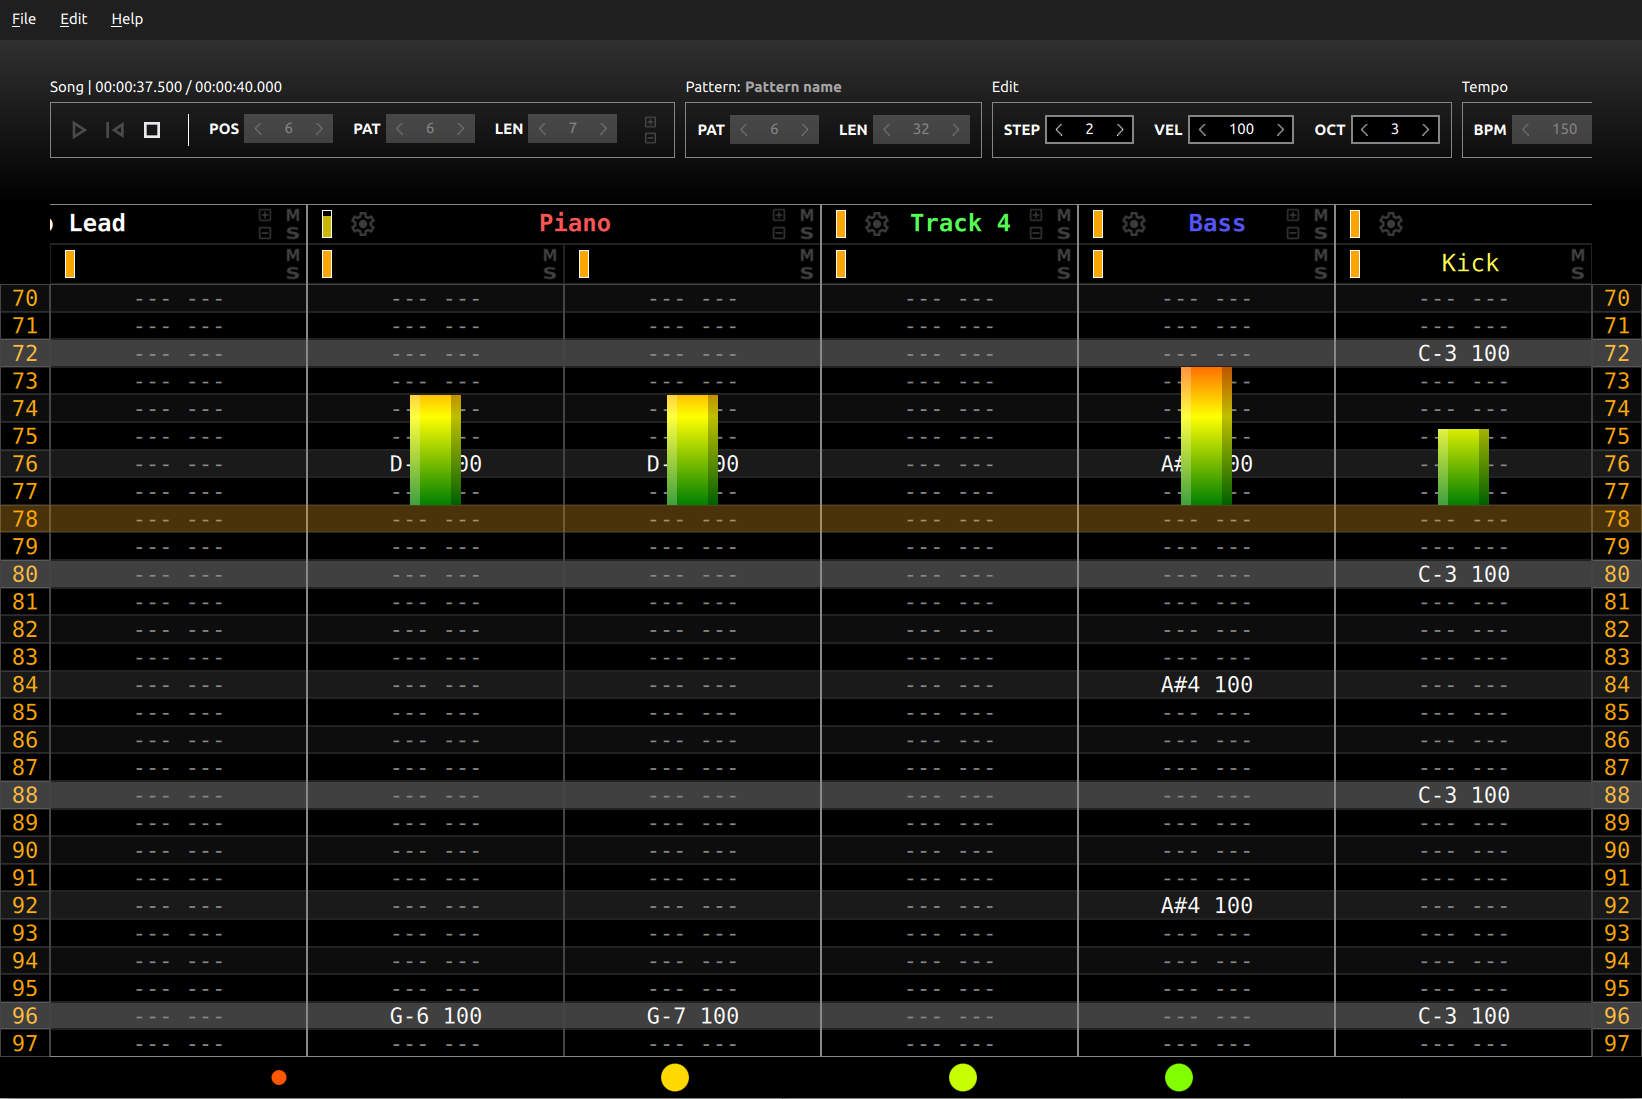 File Edit Help
Song | 00:00:37.500 / 00:00:40.000 Pattern: Pattern name Edit Tempo
POS 6 PAT 6 LEN 7 PAT 6 LEN 32 STEP 2 VEL 100 OCT 3 BPM 150
Lead M S Piano M S Track 4 M S Bass M S
M S M S M S M S M S Kick M S
70 --- --- --- --- --- --- --- --- --- --- --- --- 70
71 --- --- --- --- --- --- --- --- --- --- --- --- 71
72 --- --- --- --- --- --- --- --- --- --- C-3 100 72
73 --- --- --- --- --- --- --- --- --- --- --- --- 73
74 --- --- -- -- --- --- -- --- --- 74
75 --- --- -- -- --- --- -- -- 75
76 --- --- D- 00 D- 00 --- --- A# 00 76
77 --- --- --- --- 77
78 --- --- --- --- --- --- --- --- --- --- --- --- 78
79 --- --- --- --- --- --- --- --- --- --- --- --- 79
80 --- --- --- --- --- --- --- --- --- --- C-3 100 80
81 --- --- --- --- --- --- --- --- --- --- --- --- 81
82 --- --- --- --- --- --- --- --- --- --- --- --- 82
83 --- --- --- --- --- --- --- --- --- --- --- --- 83
84 --- --- --- --- --- --- --- --- A#4 100 --- --- 84
85 --- --- --- --- --- --- --- --- --- --- --- --- 85
86 --- --- --- --- --- --- --- --- --- --- --- --- 86
87 --- --- --- --- --- --- --- --- --- --- --- --- 87
88 --- --- --- --- --- --- --- --- --- --- C-3 100 88
89 --- --- --- --- --- --- --- --- --- --- --- --- 89
90 --- --- --- --- --- --- --- --- --- --- --- --- 90
91 --- --- --- --- --- --- --- --- --- --- --- --- 91
92 --- --- --- --- --- --- --- --- A#4 100 --- --- 92
93 --- --- --- --- --- --- --- --- --- --- --- --- 93
94 --- --- --- --- --- --- --- --- --- --- --- --- 94
95 --- --- --- --- --- --- --- --- --- --- --- --- 95
96 --- --- G-6 100 G-7 100 --- --- --- --- C-3 100 96
97 --- --- --- --- --- --- --- --- --- --- --- --- 97